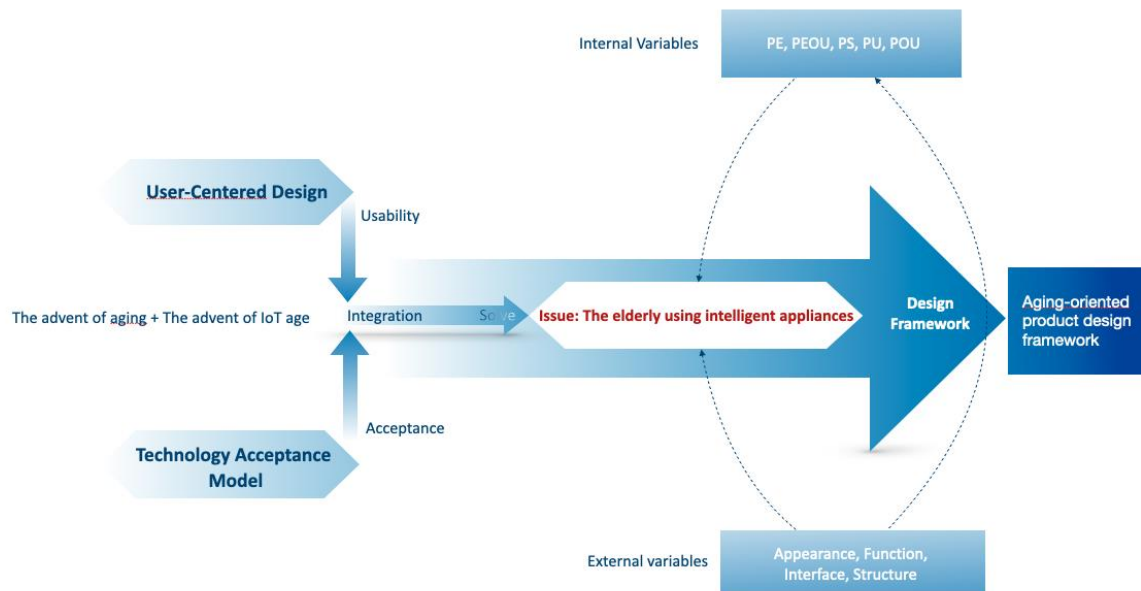 Internal Variables
PE, PEOU, PS, PU, POU
User-Centered Design
Usability
The advent of aging + The advent of IoT age
Integration
Solve
Issue: The elderly using intelligent appliances
Design
Framework
Aging-oriented
product design
framework
Acceptance
Technology Acceptance
Model
External variables
Appearance, Function,
Interface, Structure